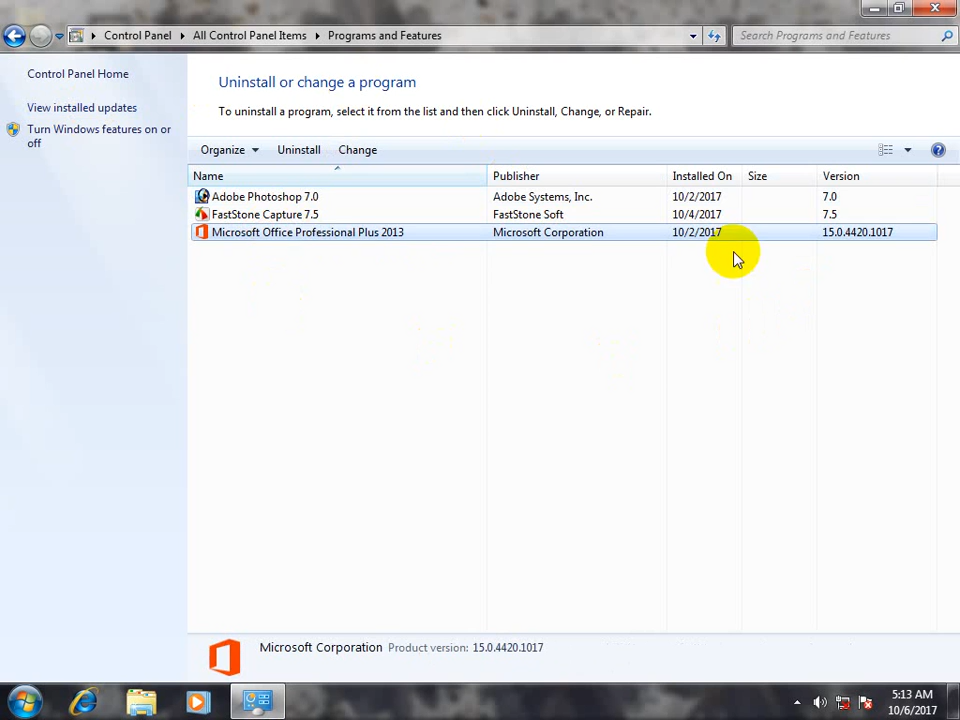 Control Panel All Control Panel Items Programs and Features Search Programs and Features
Control Panel Home
View installed updates
Turn Windows features on or
off
Uninstall or change a program
To uninstall a program, select it from the list and then click Uninstall, Change, or Repair.
Organize Uninstall Change
Name Publisher Installed On Size Version
Adobe Photoshop 7.0 Adobe Systems, Inc. 10/2/2017 7.0
FastStone Capture 7.5 FastStone Soft 10/4/2017 7.5
Microsoft Office Professional Plus 2013 Microsoft Corporation 10/2/2017 15.0.4420.1017
Microsoft Corporation Product version: 15.0.4420.1017
5:13 AM
10/6/2017